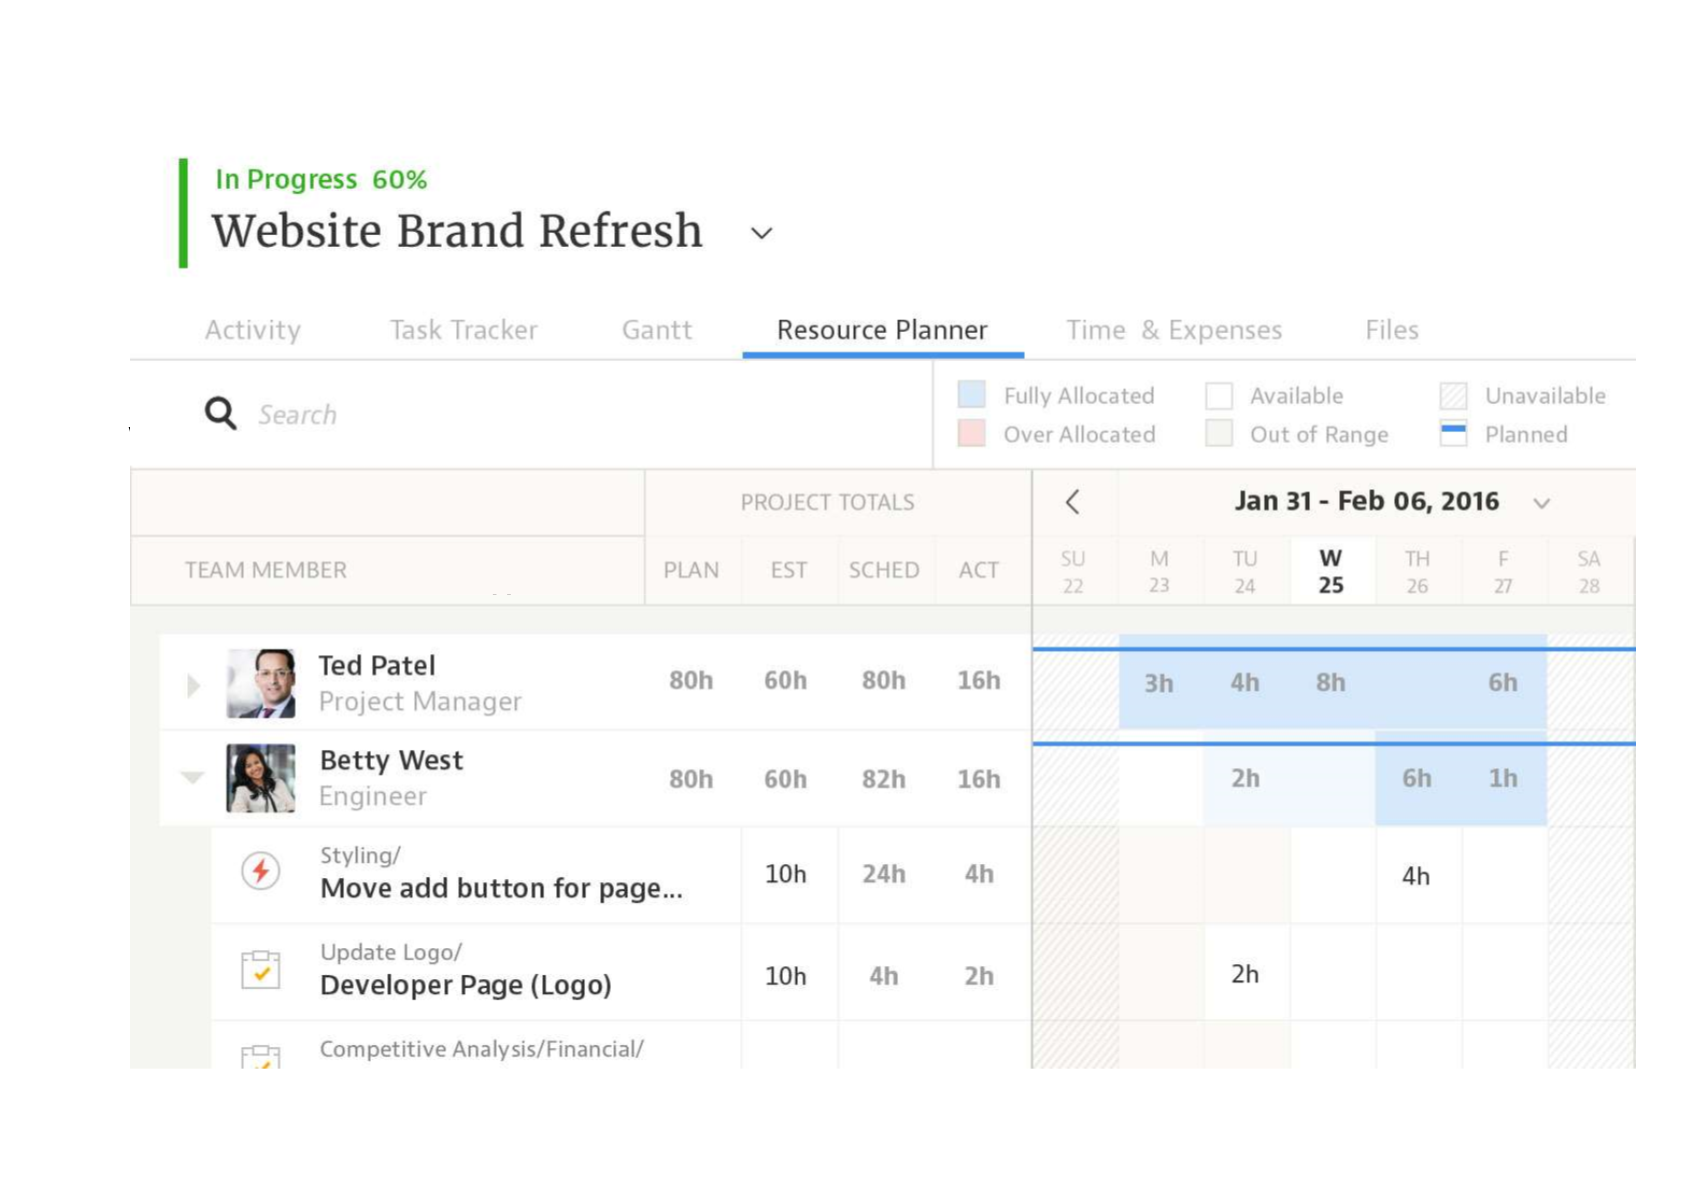 In Progress 60%
Website Brand Refresh
Activity Task Tracker Gantt Resource Planner Time & Expenses Files
Search
Fully Allocated Available Unavailable
Over Allocated Out of Range Planned
PROJECT TOTALS Jan 31 - Feb 06, 2016
TEAM MEMBER PLAN EST SCHED ACT
SU M TU W TH F SA
22 23 24 25 26 27 28
Ted Patel
Project Manager
80h 60h 80h 16h 3h 4h 8h 6h
Betty West
Engineer
80h 60h 82h 16h 2h 6h 1h
Styling/
Move add button for page...
10h 24h 4h 4h
Update Logo/
Developer Page (Logo)
10h 4h 2h 2h
Competitive Analysis/Financial/